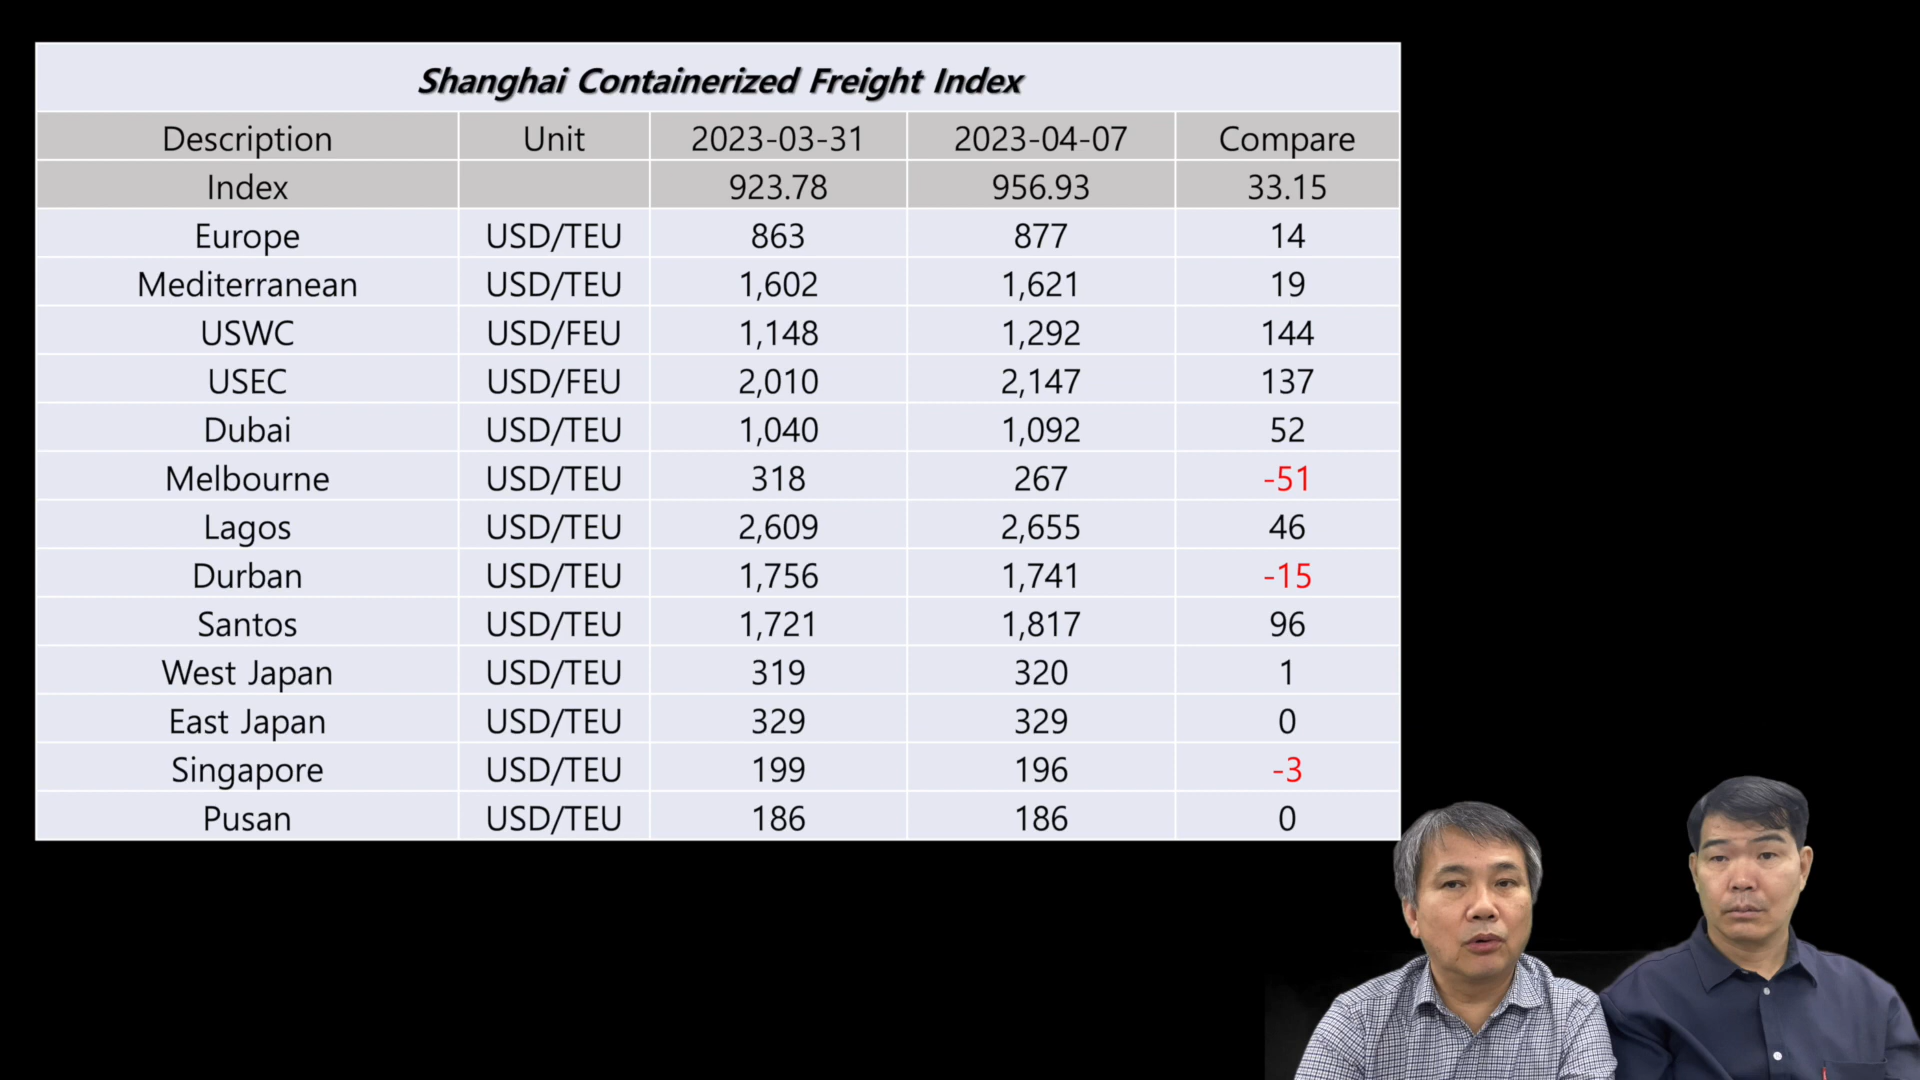 Shanghai Containerized Freight Index
Description Unit 2023-03-31 2023-04-07 Compare
Index 923.78 956.93 33.15
Europe USD/TEU 863 877 14
Mediterranean USD/TEU 1,602 1,621 19
USWC USD/FEU 1,148 1,292 144
USEC USD/FEU 2,010 2,147 137
Dubai USD/TEU 1,040 1,092 52
Melbourne USD/TEU 318 267 -51
Lagos USD/TEU 2,609 2,655 46
Durban USD/TEU 1,756 1,741 -15
Santos USD/TEU 1,721 1,817 96
West Japan USD/TEU 319 320 1
East Japan USD/TEU 329 329 0
Singapore USD/TEU 199 196 -3
Pusan USD/TEU 186 186 0